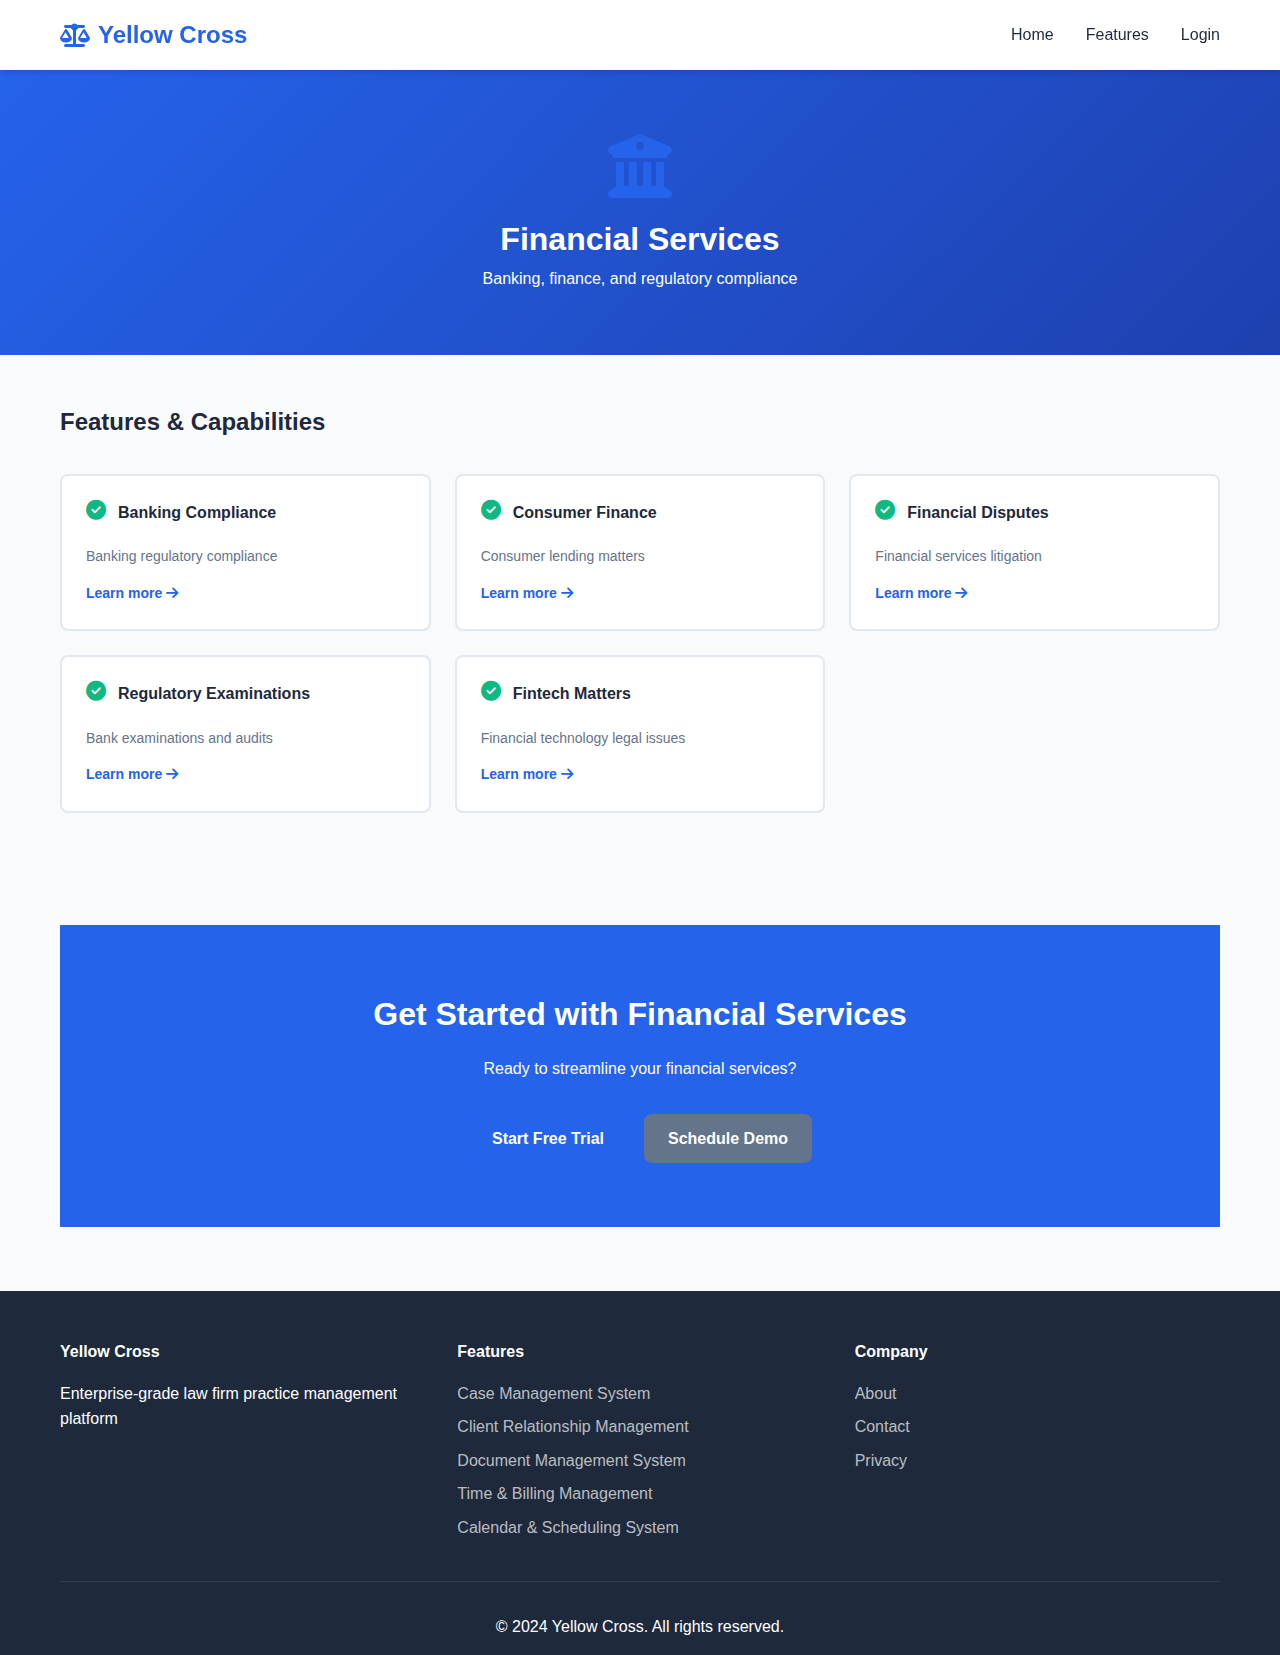 Yellow Cross
Home
Features
Login
Financial Services
Banking, finance, and regulatory compliance
Features & Capabilities
Banking Compliance
Banking regulatory compliance
Learn more →
Consumer Finance
Consumer lending matters
Learn more →
Financial Disputes
Financial services litigation
Learn more →
Regulatory Examinations
Bank examinations and audits
Learn more →
Fintech Matters
Financial technology legal issues
Learn more →
Get Started with Financial Services
Ready to streamline your financial services?
Start Free Trial
Schedule Demo
Yellow Cross
Enterprise-grade law firm practice management
platform
Features
Case Management System
Client Relationship Management
Document Management System
Time & Billing Management
Calendar & Scheduling System
Company
About
Contact
Privacy
© 2024 Yellow Cross. All rights reserved.